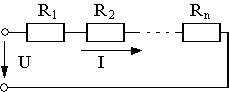 R₁ R₂ Rₙ
U I